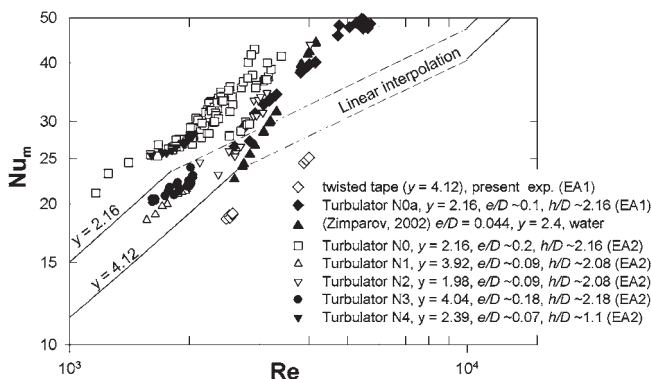 50
40
30
25
20
15
10
Nu_m
10³
Re
10⁴
y = 2.16
y = 4.12
Linear interpolation
twisted tape (y = 4.12), present exp. (EA1)
Turbulator N0a, y = 2.16, e/D ~0.1, h/D ~2.16 (EA1)
(Zimparov, 2002) e/D = 0.044, y = 2.4, water
Turbulator N0, y = 2.16, e/D ~0.2, h/D ~2.16 (EA2)
Turbulator N1, y = 3.92, e/D ~0.09, h/D ~2.08 (EA2)
Turbulator N2, y = 1.98, e/D ~0.09, h/D ~2.08 (EA2)
Turbulator N3, y = 4.04, e/D ~0.18, h/D ~2.18 (EA2)
Turbulator N4, y = 2.39, e/D ~0.07, h/D ~1.1 (EA2)